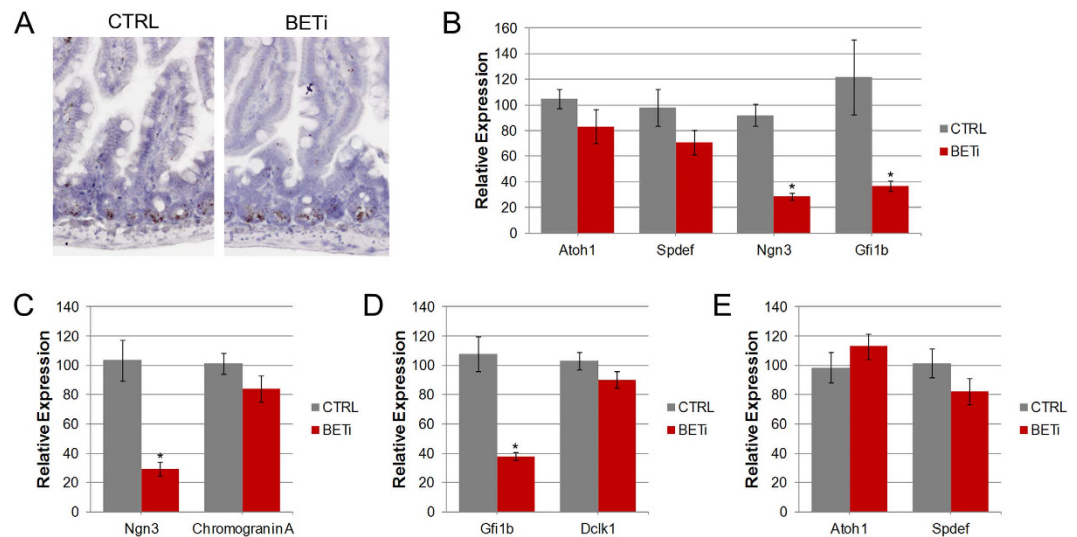 A
CTRL
BETi
B
Relative Expression
160
140
120
100
80
60
40
20
0
*
*
Atoh1
Spdef
Ngn3
Gfi1b
CTRL
BETi
C
Relative Expression
140
120
100
80
60
40
20
0
*
Ngn3
Chromogranin A
CTRL
BETi
D
Relative Expression
140
120
100
80
60
40
20
0
*
Gfi1b
Dclk1
CTRL
BETi
E
Relative Expression
140
120
100
80
60
40
20
0
Atoh1
Spdef
CTRL
BETi